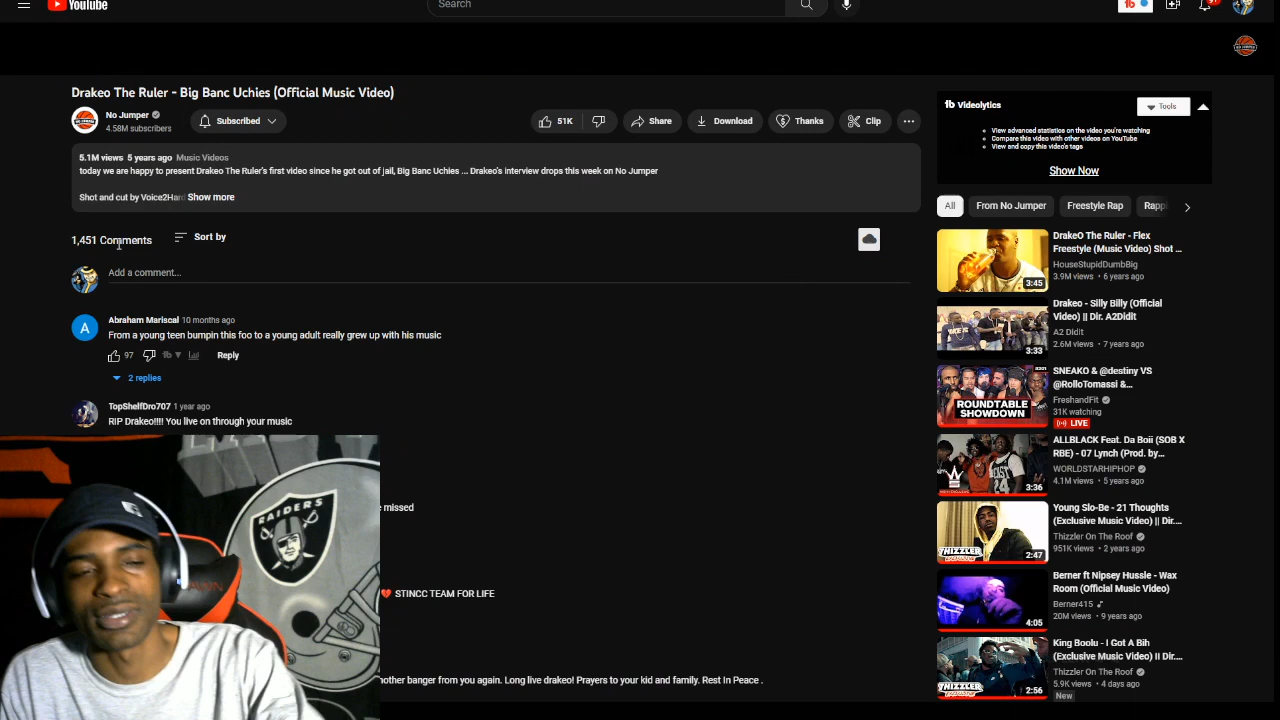 YouTube
Search
Drakeo The Ruler - Big Banc Uchies (Official Music Video)
No Jumper
4.58M subscribers
Subscribed
51K
Share
Download
Thanks
Clip
5.1M views 5 years ago Music Videos
today we are happy to present Drakeo The Ruler's first video since he got out of jail, Big Banc Uchies ... Drakeo's interview drops this week on No Jumper
Shot and cut by Show more
1,451 Comments
Sort by
Add a comment...
A
Abraham Mariscal 10 months ago
From a young teen bumpin this foo to a young adult really grew up with his music
97
Reply
2 replies
TopShelfDro707 1 year ago
RIP Drakeo!!!! You live on through your music
missed
STINCC TEAM FOR LIFE
banger from you again. Long live drakeo! Prayers to your kid and family. Rest In Peace .
RAIDERS
tb Videolytics
Tools
View advanced statistics on the video you're watching
Compare this video with other videos on YouTube
View and copy this video's tags
Show Now
All
From No Jumper
Freestyle Rap
DrakeO The Ruler - Flex
Freestyle (Music Video) Shot ...
HouseStupidDumbBig
3.9M views • 6 years ago
3:45
Drakeo - Silly Billy (Official
Video) || Dir. A2Didit
A2 Didit
2.6M views • 7 years ago
3:33
SNEAKO & @destiny VS
@RolloTomassi &...
FreshandFit
31K watching
LIVE
ROUNDTABLE
SHOWDOWN
ALLBLACK Feat. Da Boii (SOB X
RBE) - 07 Lynch (Prod. by...
WORLDSTARHIPHOP
4.1M views • 5 years ago
3:36
Young Slo-Be - 21 Thoughts
(Exclusive Music Video) || Dir....
Thizzler On The Roof
951K views • 2 years ago
THIZZLER
2:47
Berner ft Nipsey Hussle - Wax
Room (Official Music Video)
Berner415
20M views • 9 years ago
4:05
King Boolu - I Got A Bih
(Exclusive Music Video) II Dir....
Thizzler On The Roof
5.9K views • 4 days ago
New
THIZZLER
2:56